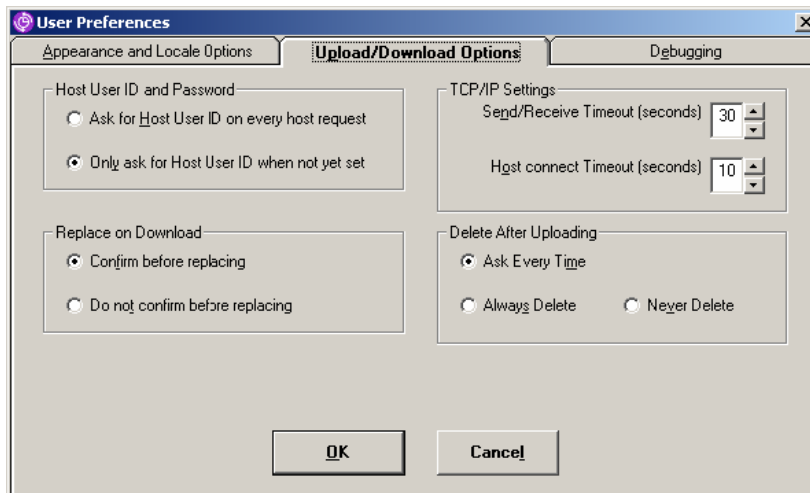 User Preferences
Appearance and Locale Options
Upload/Download Options
Debugging
Host User ID and Password
Ask for Host User ID on every host request
Only ask for Host User ID when not yet set
TCP/IP Settings
Send/Receive Timeout (seconds) 30
Host connect Timeout (seconds) 10
Replace on Download
Confirm before replacing
Do not confirm before replacing
Delete After Uploading
Ask Every Time
Always Delete
Never Delete
OK
Cancel